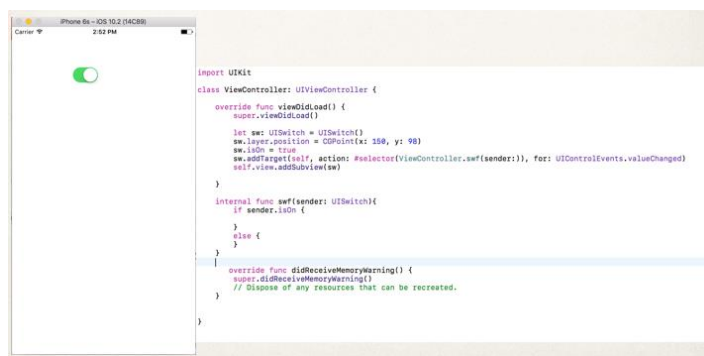 iPhone 6s – iOS 10.2 (14C89)
Carrier 2:52 PM
import UIKit
class ViewController: UIViewController {
override func viewDidLoad() {
super.viewDidLoad()
let sw: UISwitch = UISwitch()
sw.layer.position = CGPoint(x: 150, y: 98)
sw.isOn = true
sw.addTarget(self, action: #selector(ViewController.swf(sender:)), for: UIControlEvents.valueChanged)
self.view.addSubview(sw)
}
internal func swf(sender: UISwitch){
if sender.isOn {
}
else {
}
}
override func didReceiveMemoryWarning() {
super.didReceiveMemoryWarning()
// Dispose of any resources that can be recreated.
}
}